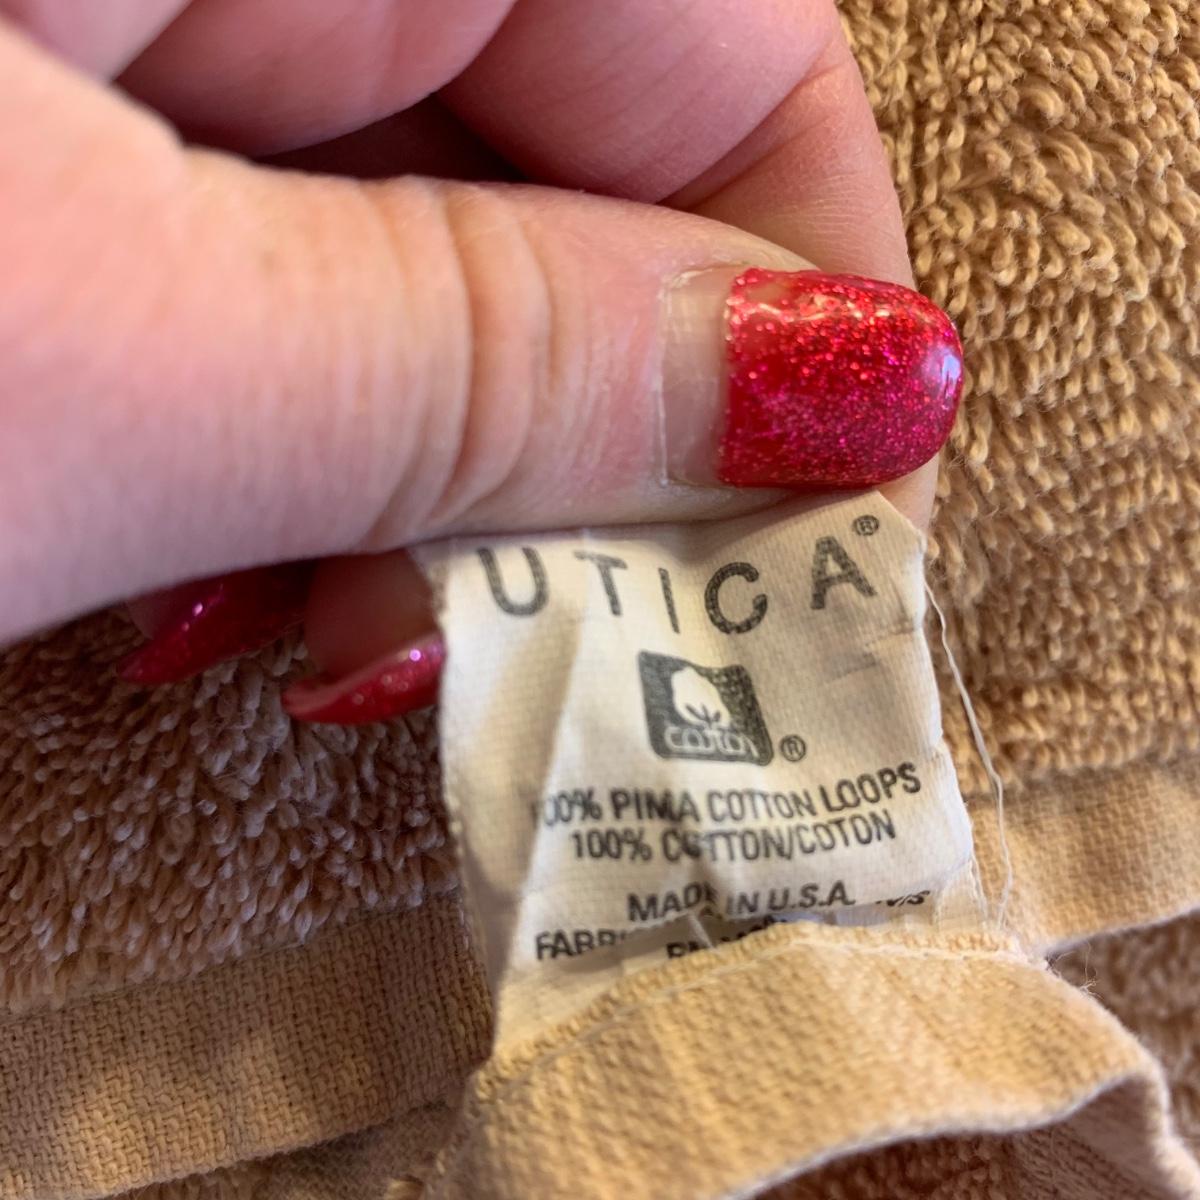 UTICA®
cotton ®
100% PIMA COTTON LOOPS
100% COTTON/COTON
MADE IN U.S.A.